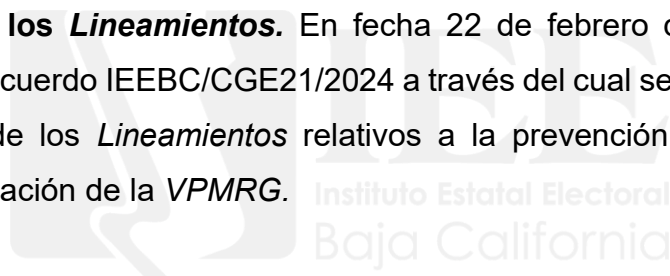 los Lineamientos. En fecha 22 de febrero
cuerdo IEEBC/CGE21/2024 a través del cual se
de los Lineamientos relativos a la prevención
ación de la VPMRG.
IEE
Instituto Estatal Electoral
Baja California